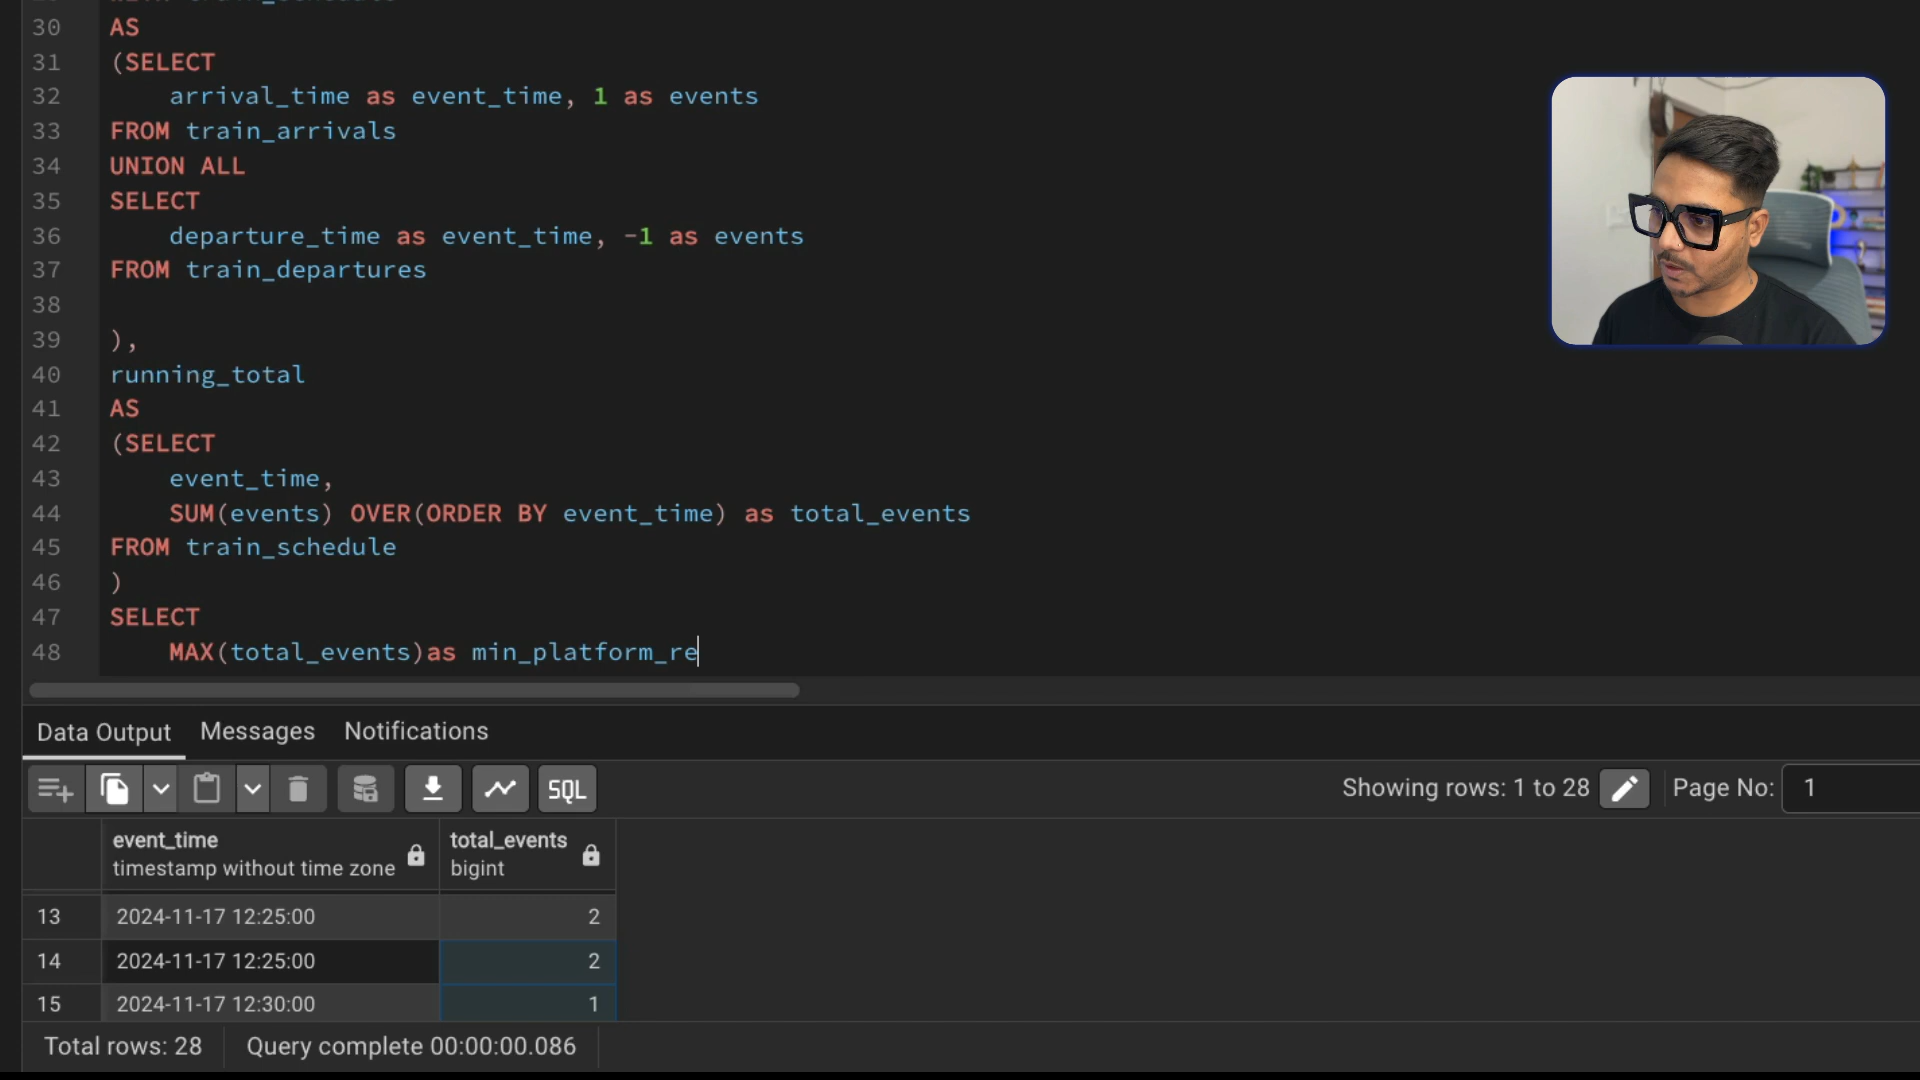 30 AS
31 (SELECT
32 arrival_time as event_time, 1 as events
33 FROM train_arrivals
34 UNION ALL
35 SELECT
36 departure_time as event_time, -1 as events
37 FROM train_departures
38
39 ),
40 running_total
41 AS
42 (SELECT
43 event_time,
44 SUM(events) OVER(ORDER BY event_time) as total_events
45 FROM train_schedule
46 )
47 SELECT
48 MAX(total_events)as min_platform_re
Data Output Messages Notifications
SQL Showing rows: 1 to 28 Page No: 1
event_time total_events
timestamp without time zone bigint
13 2024-11-17 12:25:00 2
14 2024-11-17 12:25:00 2
15 2024-11-17 12:30:00 1
Total rows: 28 Query complete 00:00:00.086